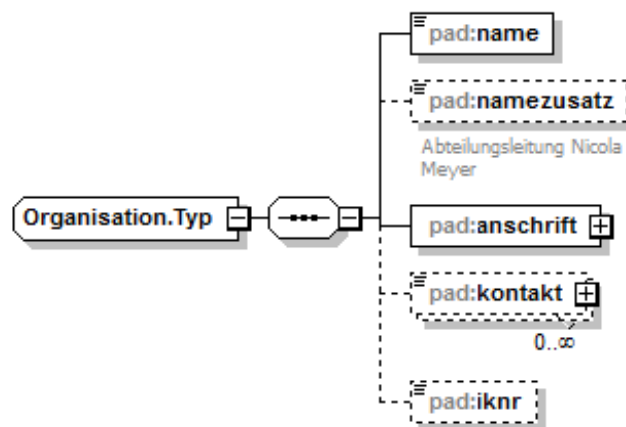 pad:name
pad:namezusatz
Abteilungsleitung Nicola
Meyer
Organisation.Typ
pad:anschrift
pad:kontakt
0..∞
pad:iknr